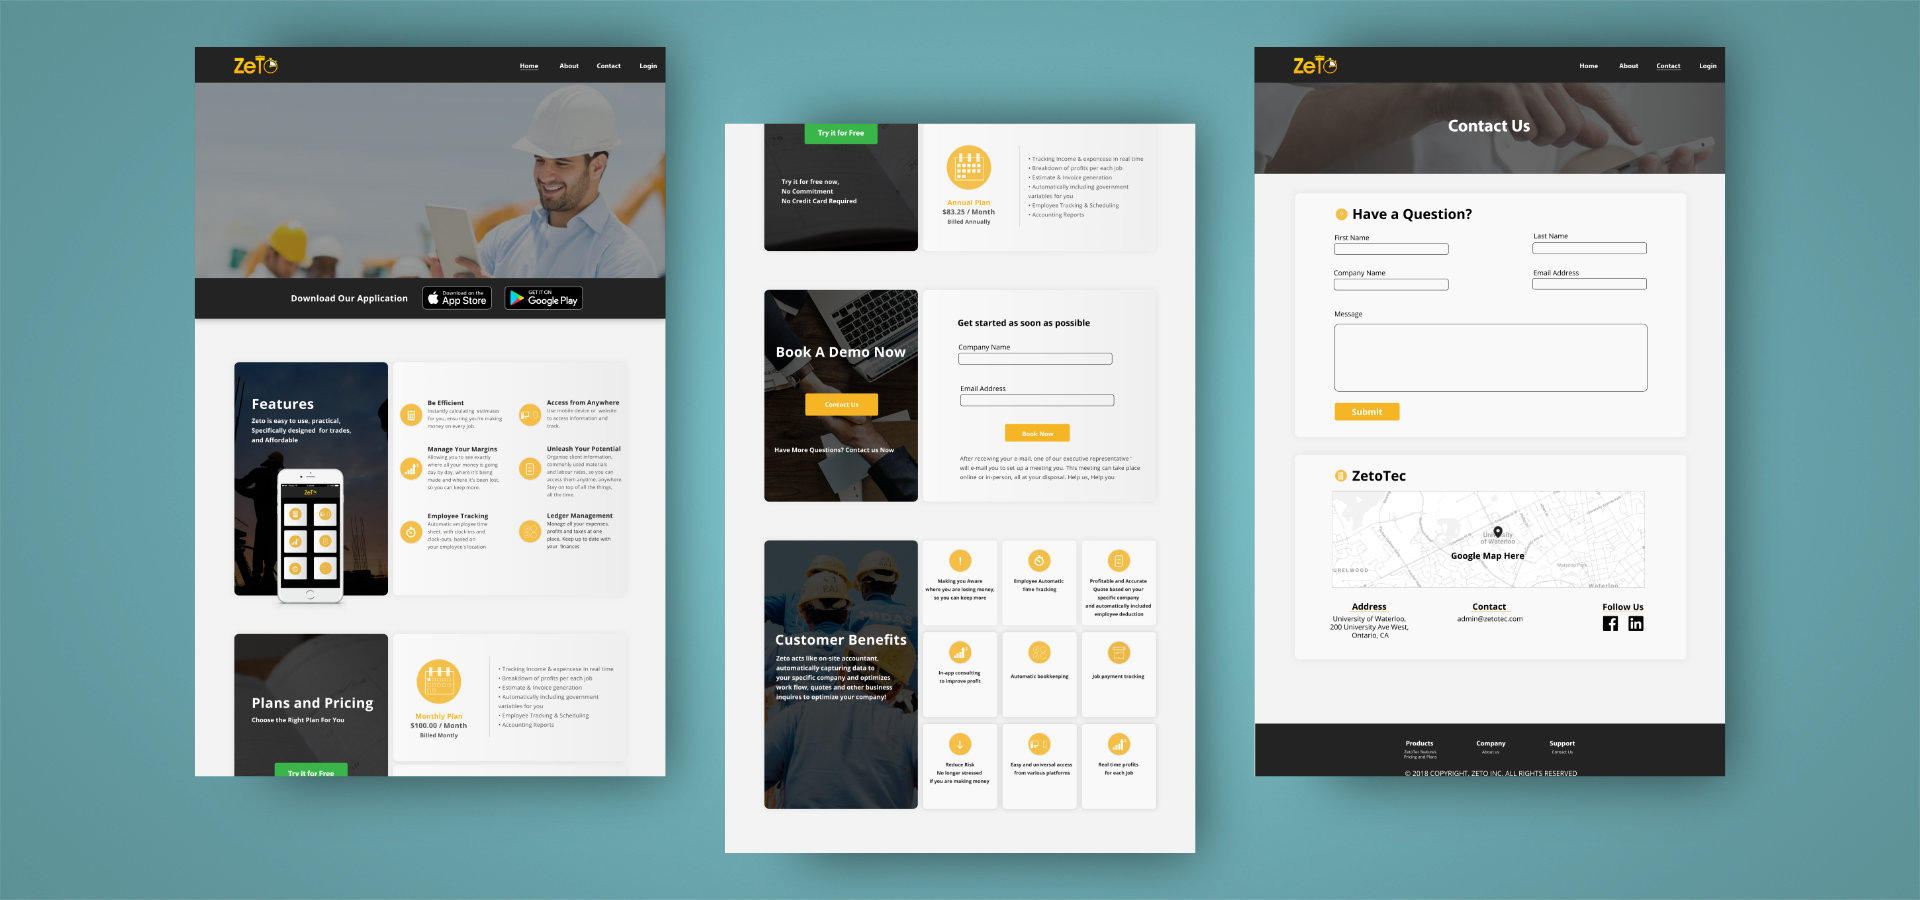 ZeTO
Home About Contact Login
Download Our Application
Download on the
App Store
GET IT ON
Google Play
Features
Zeto is easy to use, practical,
Specifically designed for trades,
and Affordable
ZeTO
Be Efficient
Instantly calculating estimates
for you, ensuring you're making
money on every job.
Access from Anywhere
Use mobile device or website
to access information and
track.
Manage Your Margins
Allowing you to see exactly
where all your money is going
day by day, where it's being
made and where it's been lost,
so you can keep more.
Unleash Your Potential
Organise client information,
commonly used materials
and labour rates, so you can
access them anytime, anywhere.
Stay on top of all the things,
all the time.
Employee Tracking
Automatic employee time
sheet, with clock-ins and
clock-outs, based on
your employee's location
Ledger Management
Manage all your expenses,
profits and taxes at one
place. Keep up to date with
your finances
Plans and Pricing
Choose the Right Plan For You
Try it for Free
Monthly Plan
$100.00 / Month
Billed Montly
• Tracking Income & expencese in real time
• Breakdown of profits per each job
• Estimate & Invoice generation
• Automatically including government
variables for you
• Employee Tracking & Scheduling
• Accounting Reports
Try it for Free
Try it for free now,
No Commitment
No Credit Card Required
Annual Plan
$83.25 / Month
Billed Annually
• Tracking Income & expencese in real time
• Breakdown of profits per each job
• Estimate & Invoice generation
• Automatically including government
variables for you
• Employee Tracking & Scheduling
• Accounting Reports
Book A Demo Now
Contact Us
Have More Questions? Contact us Now
Get started as soon as possible
Company Name
Email Address
Book Now
After receiving your e-mail, one of our executive representative '
will e-mail you to set up a meeting you. This meeting can take place
online or in-person, all at your disposal. Help us, Help you
Customer Benefits
Zeto acts like on-site accountant,
automatically capturing data to
your specific company and optimizes
work flow, quotes and other business
inquires to optimize your company!
Making you Aware
where you are losing money,
so you can keep more
Employee Automatic
Time Tracking
Profitable and Accurate
Quote based on your
specific company
and automatically included
employee deduction
In-app consulting
to improve profit
Automatic bookkeeping
Job payment tracking
Reduce Risk
No longer stressed
if you are making money
Easy and universal access
from various platforms
Real time profits
for each job
ZeTO
Home About Contact Login
Contact Us
Have a Question?
First Name
Last Name
Company Name
Email Address
Message
Submit
ZetoTec
University
of Waterloo
Google Map Here
Waterloo Park
URELWOOD
Waterloo
Address
University of Waterloo,
200 University Ave West,
Ontario, CA
Contact
admin@zetotec.com
Follow Us
Products
Pricing and Plans
Company
About us
Support
Contact Us
© 2018 COPYRIGHT, ZETO INC. ALL RIGHTS RESERVED